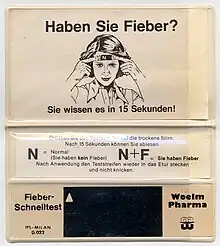 Haben Sie Fieber?
N
Sie wissen es in 15 Sekunden!
die trockene Stirn.
Nach 15 Sekunden können Sie ablesen
N = Normal
(Sie haben kein Fieber)
N+F = Sie haben Fieber
Nach Anwendung den Teststreifen wieder in das Etui stecken
und nicht knicken.
Fieber-
Schnelltest
Woelm
Pharma
IPS-MILAN
D.022